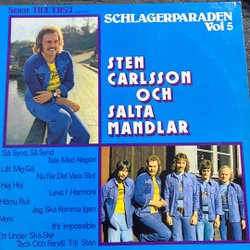 SCHLAGERPARADEN
Vol 5
STEN
CARLSSON
OCH
SALTA
MANDLAR
Så Synd, Så Synd
Tala Med Någon
Låt Mig Gå
Nu Får Det Vara Slut
Hej Hej
Leva I Harmoni
Hörru Rut
Jag Ska Komma Igen
Vem
It's Impossible
Ett Under Ska Ske
Tack Och Farväl Till Stan